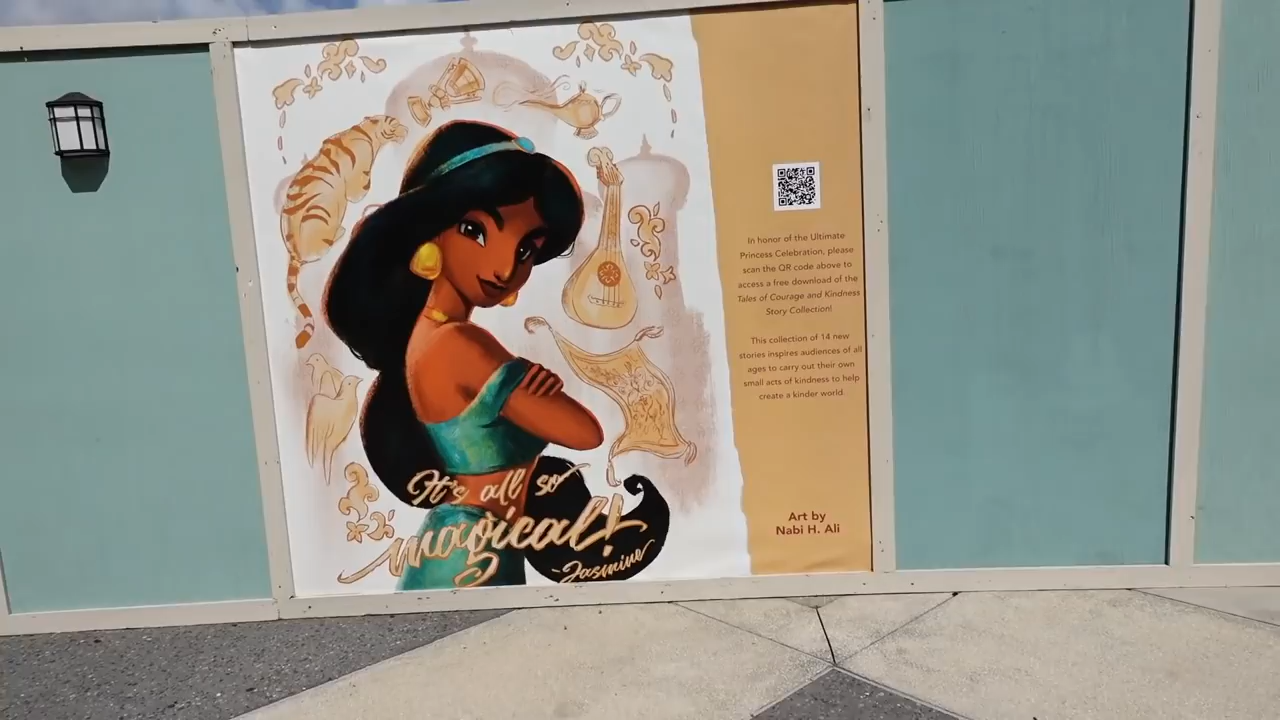 It's all so
magical!
-Jasmine
In honor of the Ultimate
Princess Celebration, please
scan the QR code above to
access a free download of the
Tales of Courage and Kindness
Story Collection!
This collection of 14 new
stories inspires audiences of all
ages to carry out their own
small acts of kindness to help
create a kinder world
Art by
Nabi H. Ali